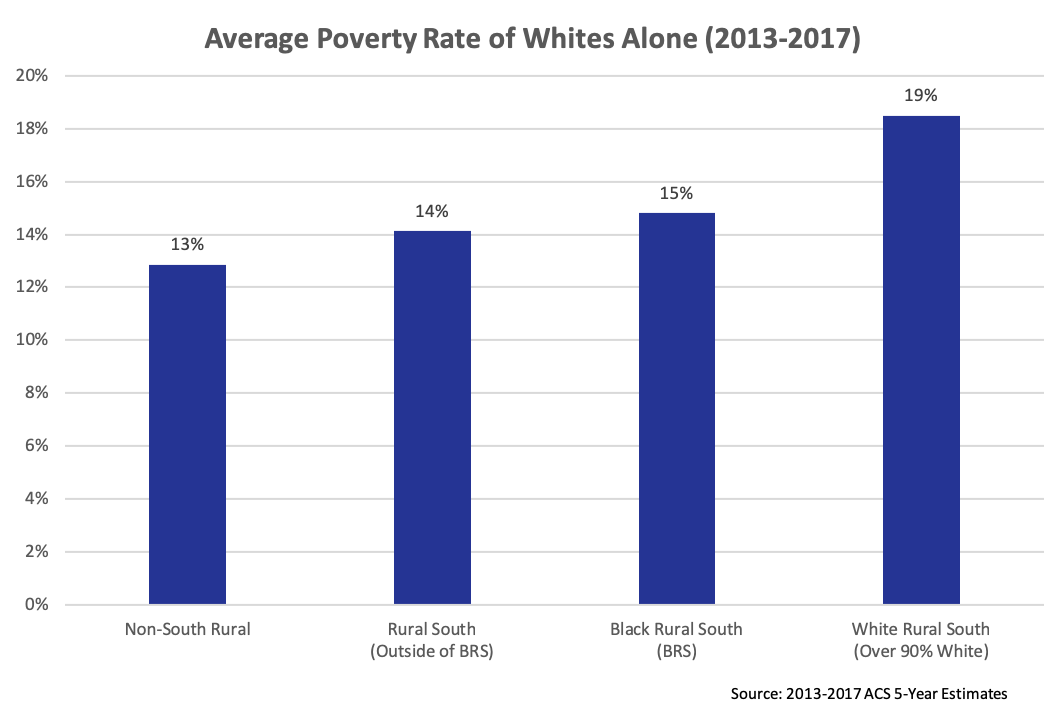 Average Poverty Rate of Whites Alone (2013-2017)
20%
18%
16%
14%
12%
10%
8%
6%
4%
2%
0%
13%
14%
15%
19%
Non-South Rural
Rural South
(Outside of BRS)
Black Rural South
(BRS)
White Rural South
(Over 90% White)
Source: 2013-2017 ACS 5-Year Estimates